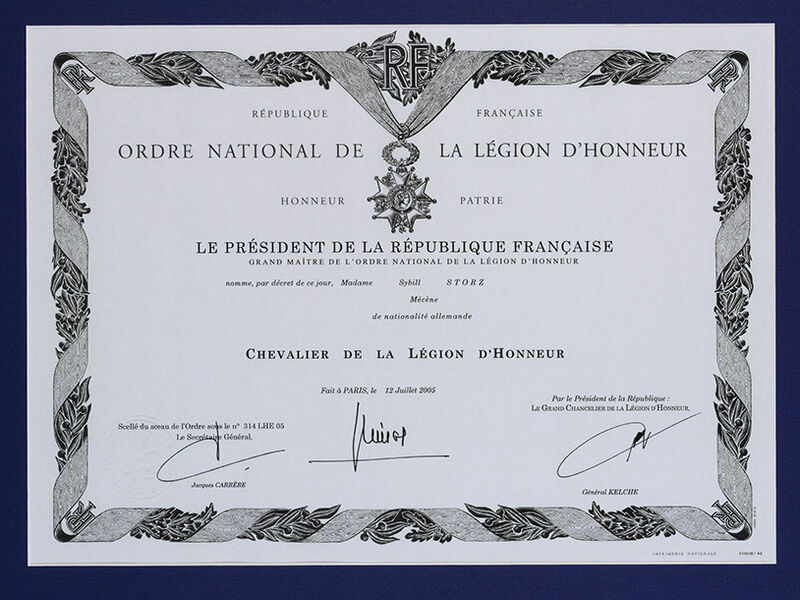 RF
RÉPUBLIQUE FRANÇAISE
ORDRE NATIONAL DE LA LÉGION D'HONNEUR
HONNEUR PATRIE
LE PRÉSIDENT DE LA RÉPUBLIQUE FRANÇAISE
GRAND MAÎTRE DE L'ORDRE NATIONAL DE LA LÉGION D'HONNEUR
nomme, par décret de ce jour, Madame Sybill STORZ
Mécène
de nationalité allemande
CHEVALIER DE LA LÉGION D'HONNEUR
Fait à PARIS, le 12 Juillet 2005
Par le Président de la République :
LE GRAND CHANCELIER DE LA LÉGION D'HONNEUR,
Scellé du sceau de l'Ordre sous le n° 314 LHE 05
Le Secrétaire Général,
Jacques CARRÈRE
Général KELCHE
IMPRIMERIE NATIONALE